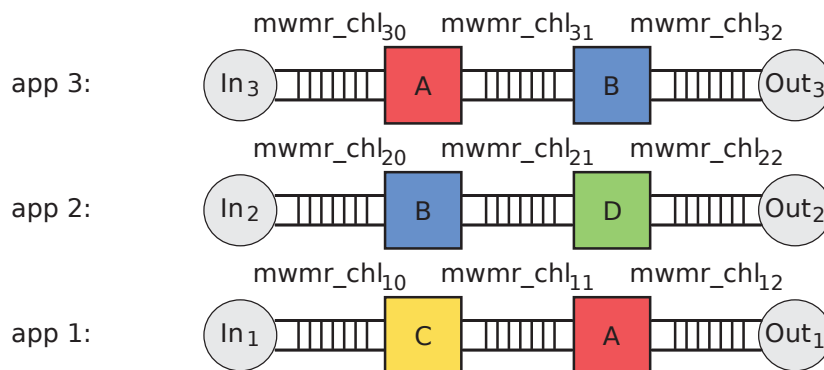 mwmr_chl30 mwmr_chl31 mwmr_chl32
app 3: In3 A B Out3
mwmr_chl20 mwmr_chl21 mwmr_chl22
app 2: In2 B D Out2
mwmr_chl10 mwmr_chl11 mwmr_chl12
app 1: In1 C A Out1